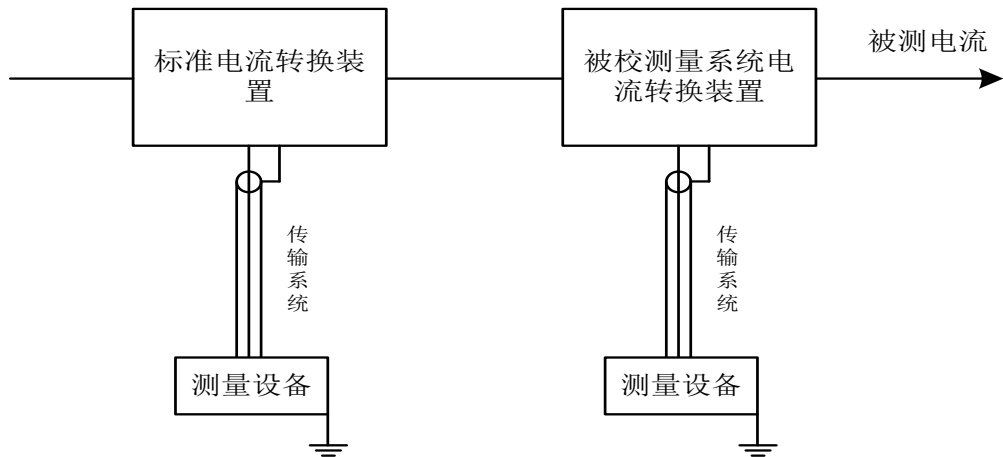 标准电流转换装
置
被校测量系统电
流转换装置
被测电流
传
输
系
统
传
输
系
统
测量设备
测量设备